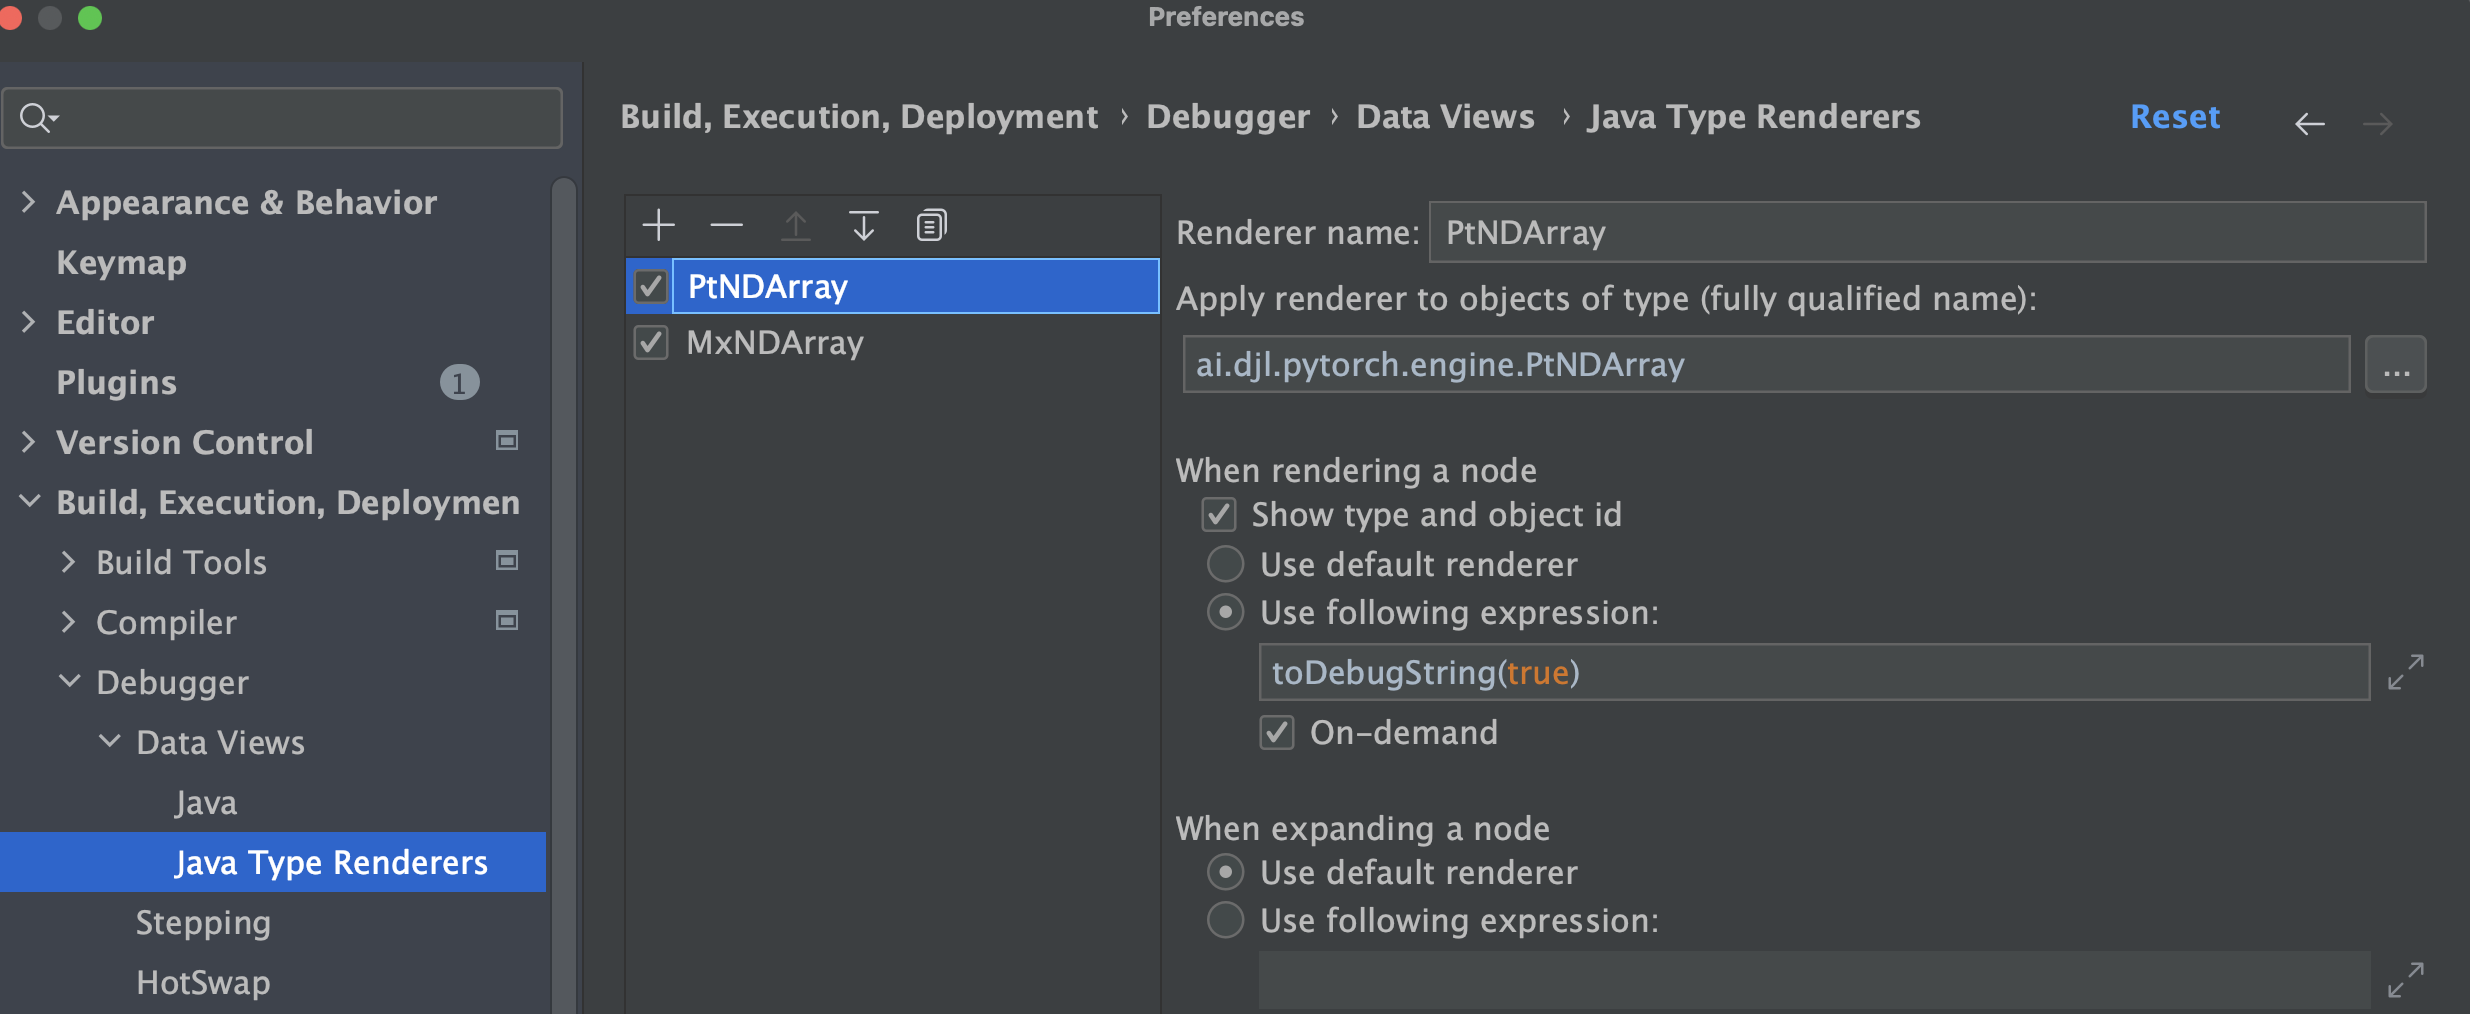 Preferences
Build, Execution, Deployment › Debugger › Data Views › Java Type Renderers
Reset
Appearance & Behavior
Keymap
Editor
Plugins 1
Version Control
Build, Execution, Deploymen
Build Tools
Compiler
Debugger
Data Views
Java
Java Type Renderers
Stepping
HotSwap
PtNDArray
MxNDArray
Renderer name: PtNDArray
Apply renderer to objects of type (fully qualified name):
ai.djl.pytorch.engine.PtNDArray ...
When rendering a node
Show type and object id
Use default renderer
Use following expression:
toDebugString(true)
On-demand
When expanding a node
Use default renderer
Use following expression: